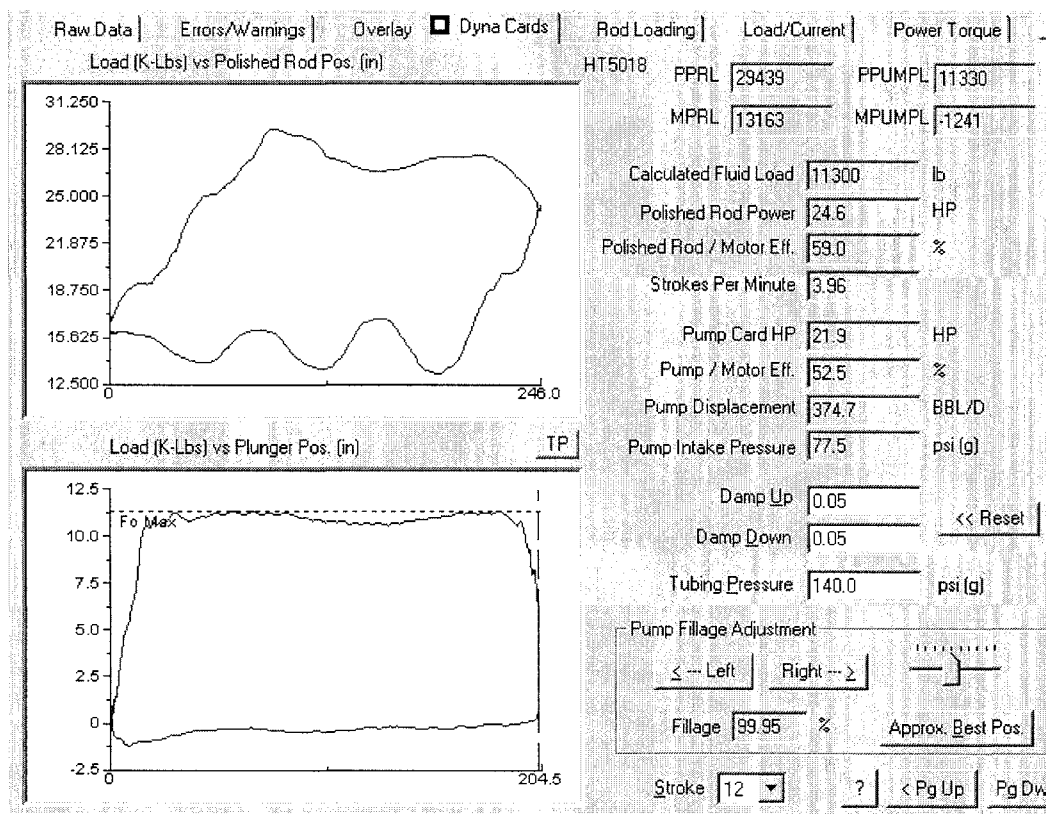 Raw Data Errors/Warnings Overlay Dyna Cards Rod Loading Load/Current Power Torque
Load (K-Lbs) vs Polished Rod Pos. (in)
31.250
28.125
25.000
21.875
18.750
15.625
12.500
0.0 246.0
HT5018 PPRL 29439 PPUMPL 11330
MPRL 13163 MPUMPL -1241
Calculated Fluid Load 11300 lb
Polished Rod Power 24.6 HP
Polished Rod / Motor Eff. 59.0 %
Strokes Per Minute 3.96
Pump Card HP 21.9 HP
Pump / Motor Eff. 52.5 %
Pump Displacement 374.7 BBL/D
Pump Intake Pressure 77.5 psi (g)
Load (K-Lbs) vs Plunger Pos. (in) TP
12.5
Fo Max
10.0
7.5
5.0
2.5
0
-2.5
0 204.5
Damp Up 0.05
<< Reset
Damp Down 0.05
Tubing Pressure 140.0 psi (g)
Pump Fillage Adjustment
< --- Left Right --- >
Fillage 99.95 % Approx. Best Pos.
Stroke 12 ? < Pg Up Pg Dw